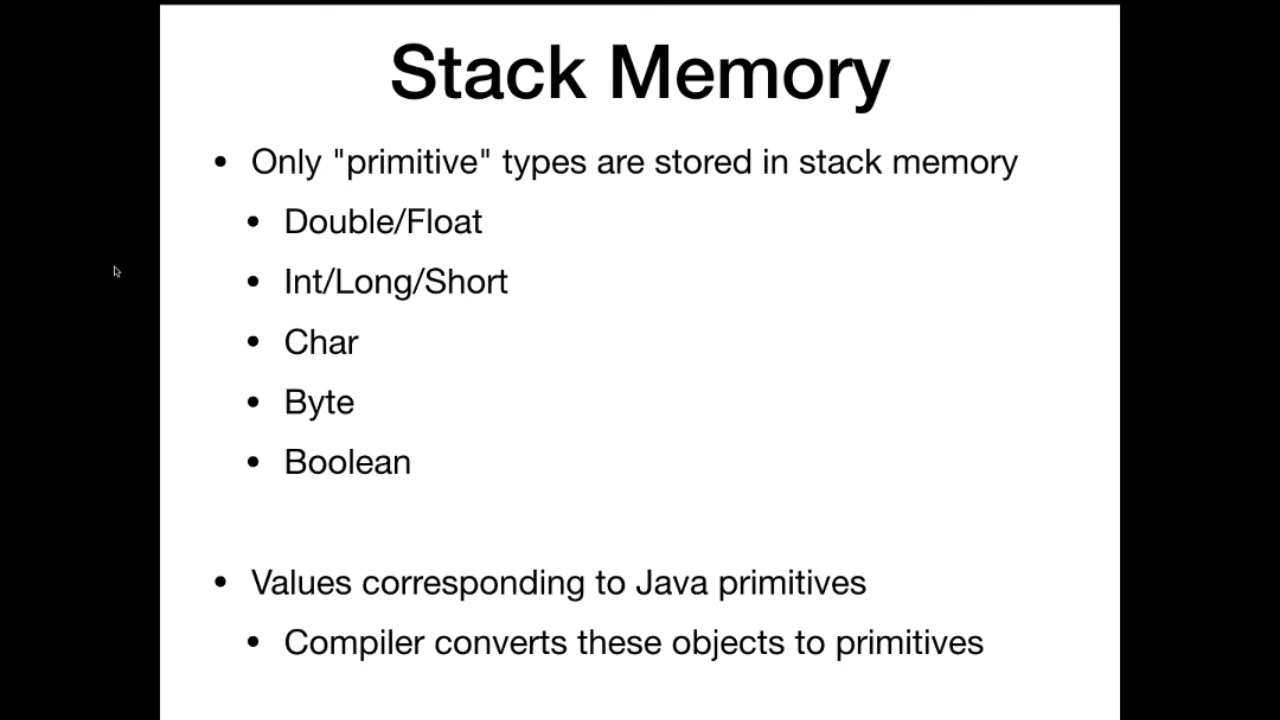 Stack Memory
• Only "primitive" types are stored in stack memory
• Double/Float
• Int/Long/Short
• Char
• Byte
• Boolean
• Values corresponding to Java primitives
• Compiler converts these objects to primitives